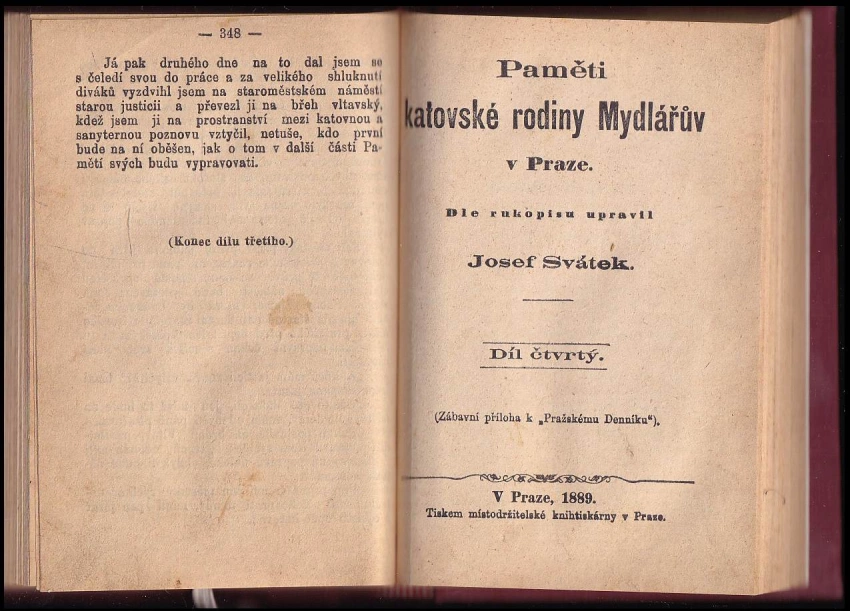 — 348 —
Já pak druhého dne na to dal jsem se
s čeledí svou do práce a za velikého shluknutí
diváků vyzdvihl jsem na staroměstském náměstí
starou justicii a převezl ji na břeh vltavský,
kdež jsem ji na prostranství mezi katovnou a
sanyternou poznovu vztyčil, netuše, kdo první
bude na ní oběšen, jak o tom v další části Pa-
mětí svých budu vypravovati.
(Konec dílu třetího.)
Paměti
katovské rodiny Mydlářův
v Praze.
Dle rukopisu upravil
Josef Svátek.
Díl čtvrtý.
(Zábavní příloha k „Pražskému Denníku“).
V Praze, 1889.
Tiskem místodržitelské knihtiskárny v Praze.